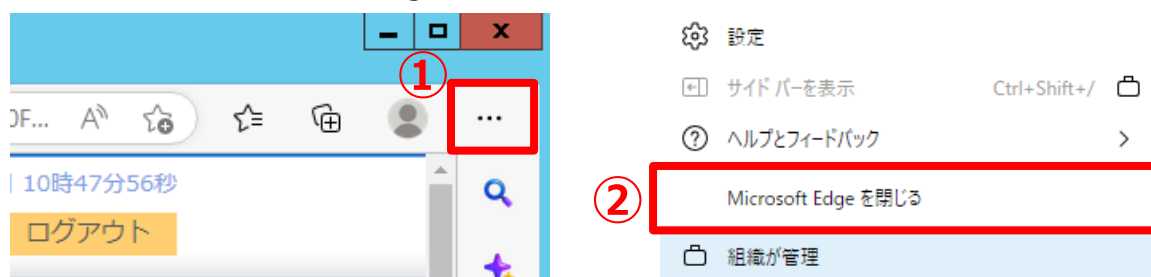 ①
...
OF... A
10時47分56秒
ログアウト
設定
サイド バーを表示 Ctrl+Shift+/
ヘルプとフィードバック
②
Microsoft Edge を閉じる
組織が管理